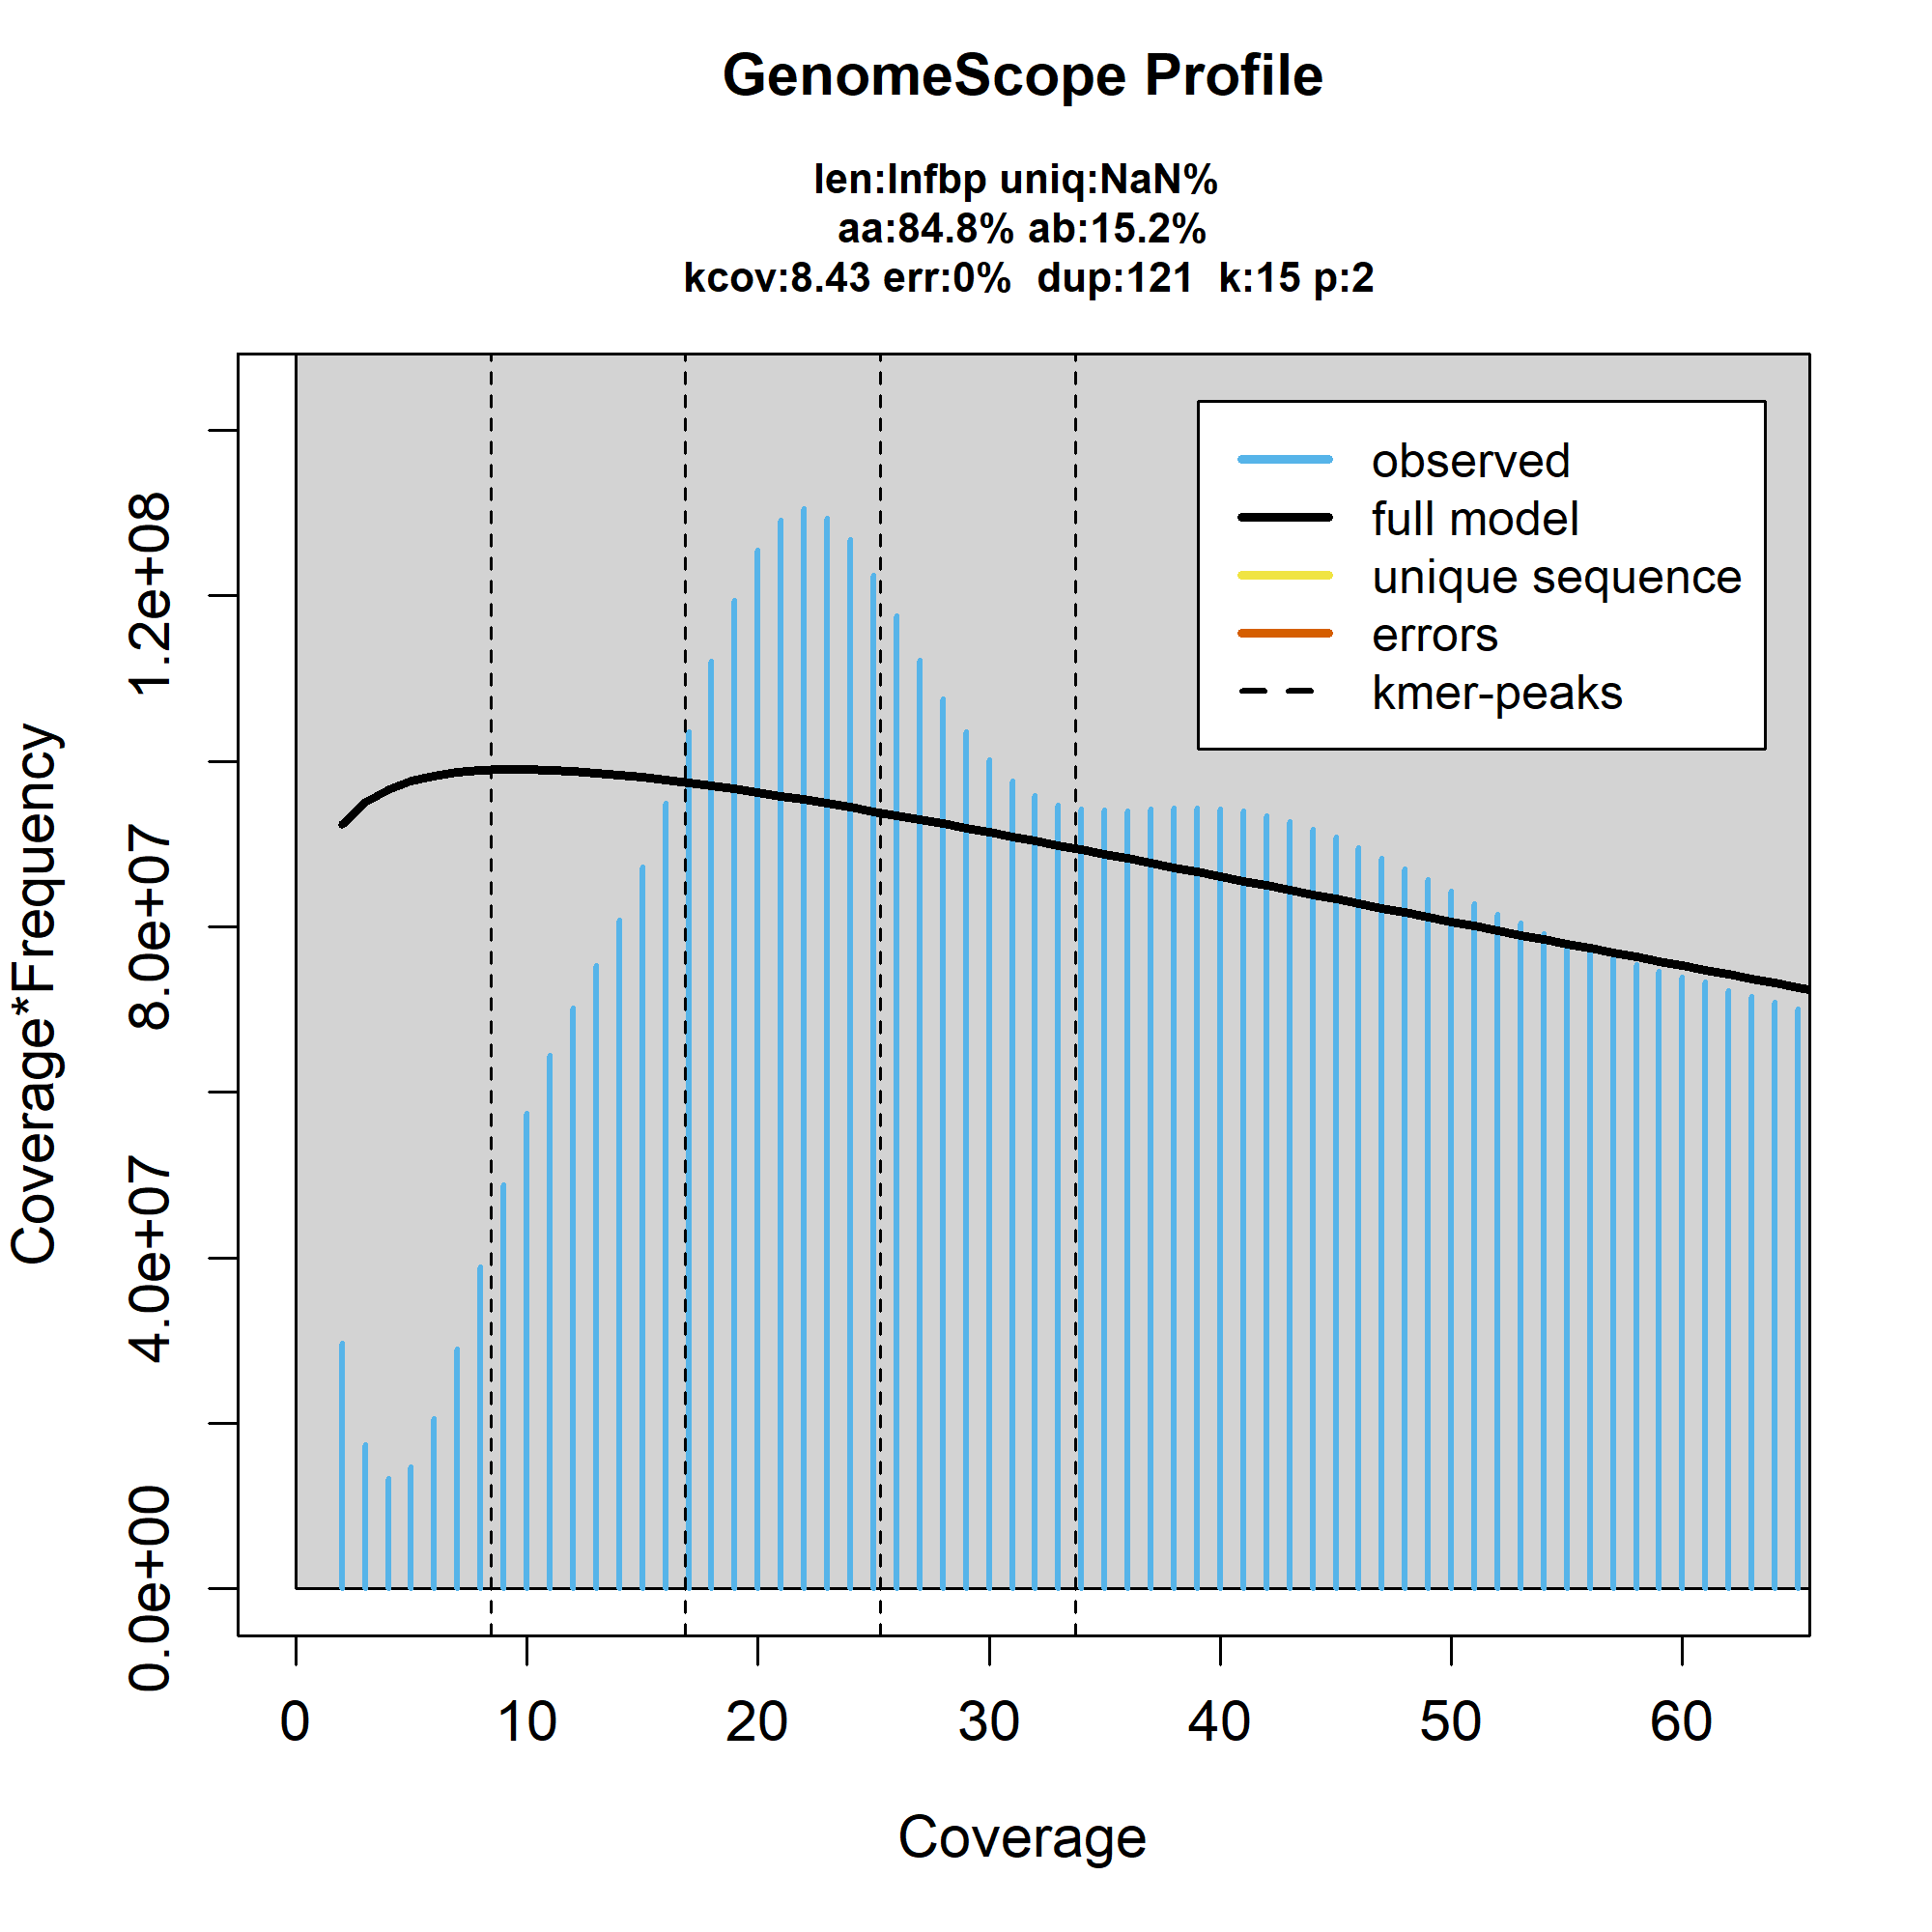 GenomeScope Profile
len:Infbp uniq:NaN%
aa:84.8% ab:15.2%
kcov:8.43 err:0% dup:121 k:15 p:2
Coverage*Frequency
1.2e+08
8.0e+07
4.0e+07
0.0e+00
observed
full model
unique sequence
errors
kmer-peaks
0 10 20 30 40 50 60
Coverage